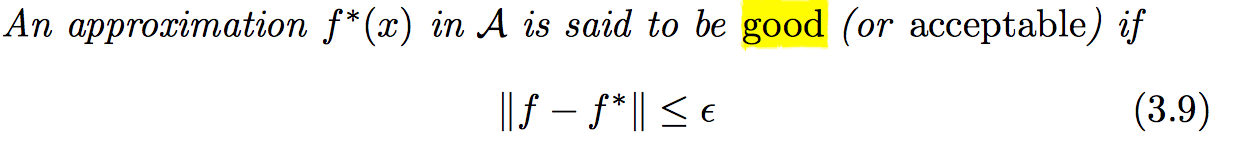 An approximation f*(x) in 𝒜 is said to be good (or acceptable) if
‖f − f*‖ ≤ ϵ (3.9)